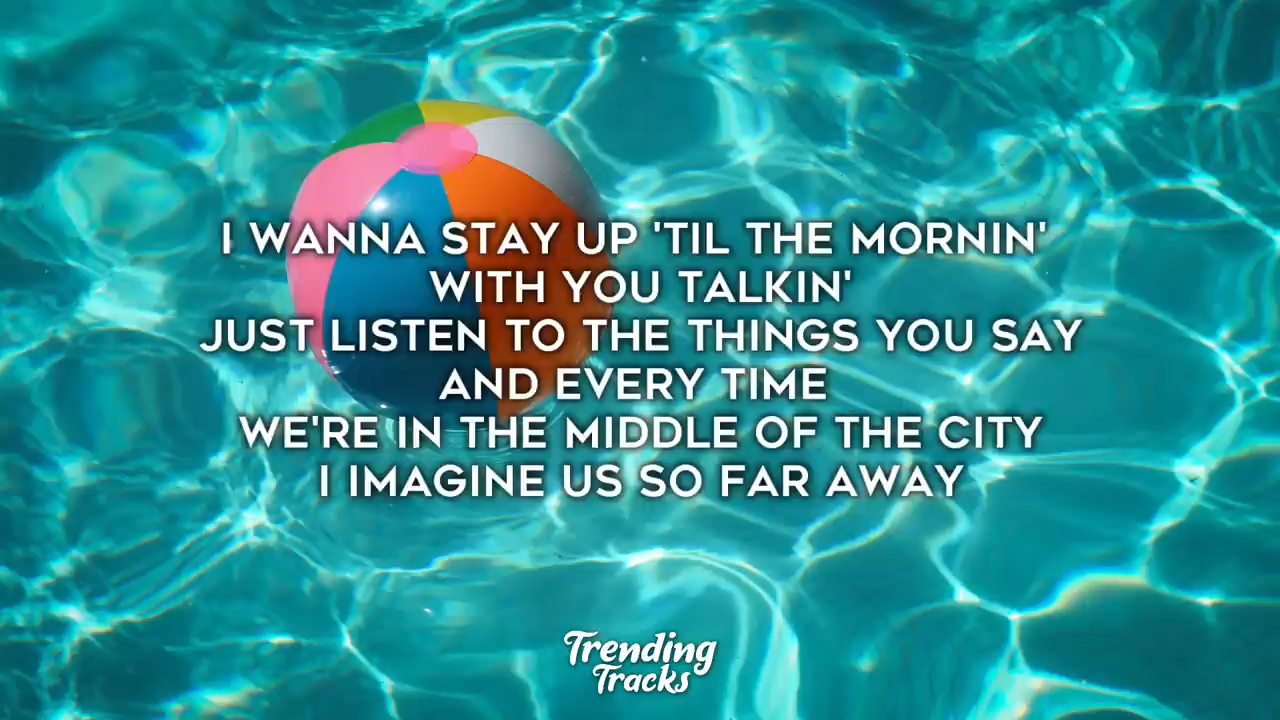 I WANNA STAY UP 'TIL THE MORNIN'
WITH YOU TALKIN'
JUST LISTEN TO THE THINGS YOU SAY
AND EVERY TIME
WE'RE IN THE MIDDLE OF THE CITY
I IMAGINE US SO FAR AWAY
Trending
Tracks